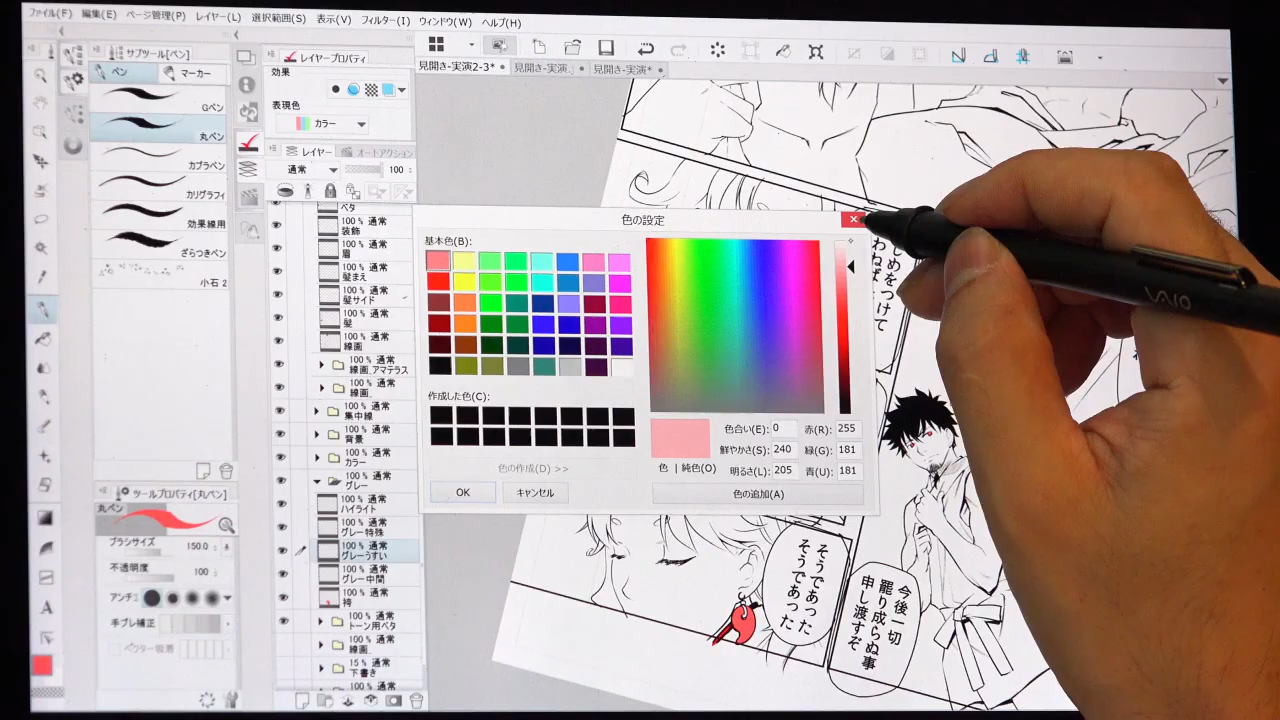 ファイル(F) 編集(E) ページ管理(P) レイヤー(L) 選択範囲(S) 表示(V) フィルター(I) ウィンドウ(W) ヘルプ(H)
サブツール[ペン]
ペン
マーカー
Gペン
丸ペン
カブラペン
カリグラフィ
効果線用
ざらつきペン
小石 2
ツールプロパティ[丸ペン]
丸ペン
ブラシサイズ 150.0
不透明度 100
アンチ
手ブレ補正
ベクター吸着
レイヤープロパティ
効果
表現色
カラー
レイヤー
オートアクション
通常 100
ベタ
100 % 通常
装飾
100 % 通常
眉
100 % 通常
髪まえ
100 % 通常
髪サイド
100 % 通常
髪
100 % 通常
線画
100 % 通常
線画_アマテラス
100 % 通常
線画
100 % 通常
集中線
100 % 通常
背景
100 % 通常
カラー
100 % 通常
グレー
100 % 通常
ハイライト
100 % 通常
グレー特殊
100 % 通常
グレーうすい
100 % 通常
グレー中間
100 % 通常
袴
100 % 通常
トーン用ベタ
100 % 通常
線画
15 % 通常
下書き
100 % 通常
見開き-実演2-3*
見開き-実演
見開き-実演*
色の設定
基本色(B):
作成した色(C):
色の作成(D) >>
OK
キャンセル
色 | 純色(O)
色合い(E): 0
鮮やかさ(S): 240
明るさ(L): 205
赤(R): 255
緑(G): 181
青(U): 181
色の追加(A)
じめをつけて
わねば
そうであった
そうであった
今後一切
罷り成らぬ事
申し渡すぞ
VAIO